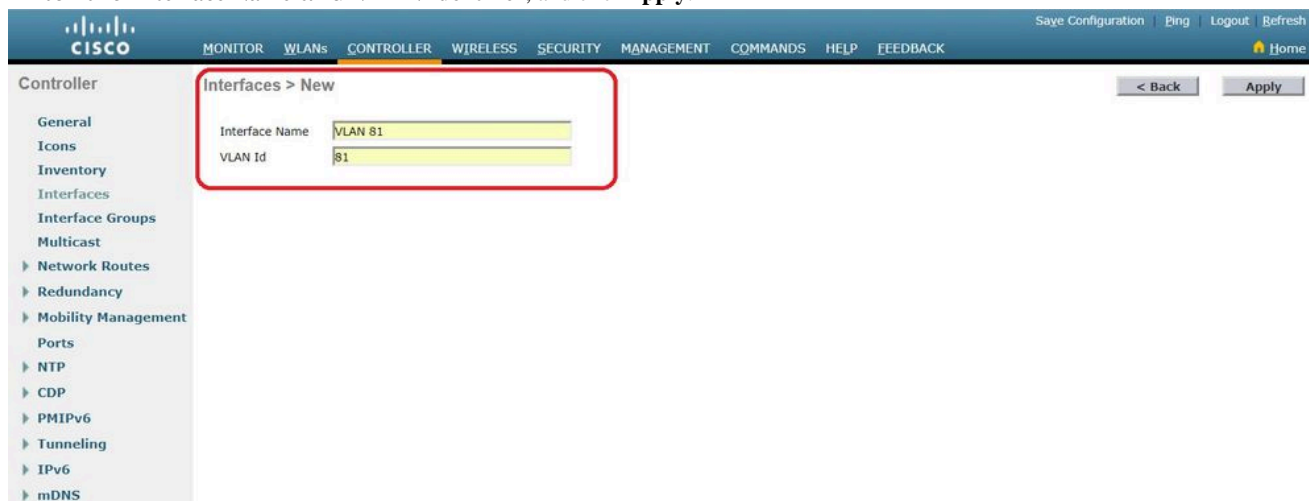 Save Configuration | Ping | Logout | Refresh
CISCO
MONITOR WLANs CONTROLLER WIRELESS SECURITY MANAGEMENT COMMANDS HELP FEEDBACK
Home
Controller
General
Icons
Inventory
Interfaces
Interface Groups
Multicast
Network Routes
Redundancy
Mobility Management
Ports
NTP
CDP
PMIPv6
Tunneling
IPv6
mDNS
Interfaces > New
< Back
Apply
Interface Name VLAN 81
VLAN Id 81